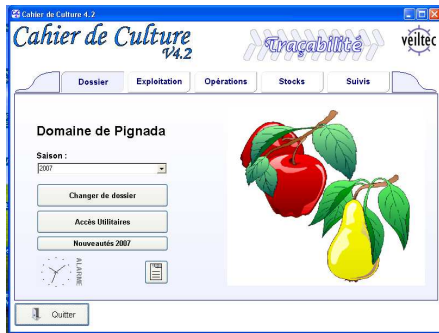 Cahier de Culture 4.2
Cahier de Culture
V4.2
Traçabilité
veiltec
Dossier Exploitation Opérations Stocks Suivis
Domaine de Pignada
Saison :
2007
Changer de dossier
Accès Utilitaires
Nouveautés 2007
ALARME
Quitter